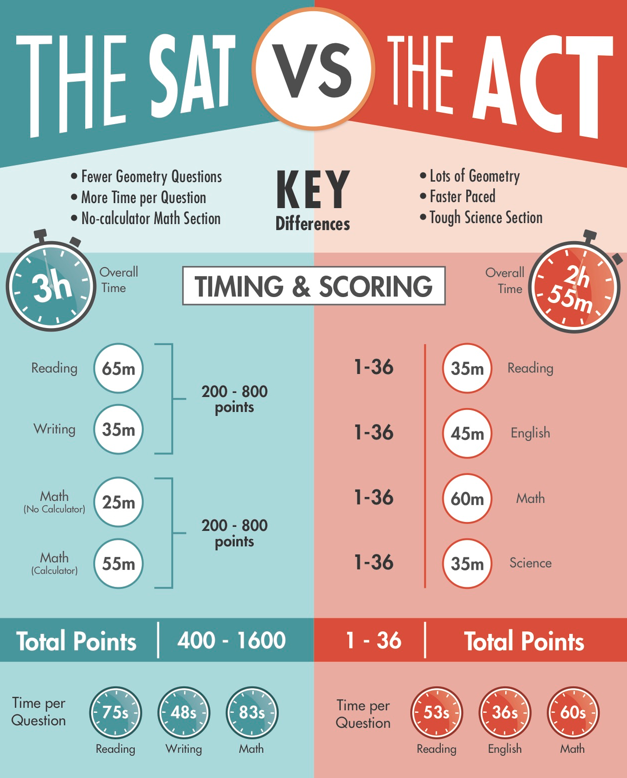 THE SAT
VS
THE ACT
• Fewer Geometry Questions
• More Time per Question
• No-calculator Math Section
KEY
Differences
• Lots of Geometry
• Faster Paced
• Tough Science Section
3h
Overall
Time
TIMING & SCORING
Overall
Time
2h
55m
Reading
65m
Writing
35m
200 - 800
points
Math
(No Calculator)
25m
Math
(Calculator)
55m
200 - 800
points
1-36
35m
Reading
1-36
45m
English
1-36
60m
Math
1-36
35m
Science
Total Points
400 - 1600
1 - 36
Total Points
Time per
Question
75s
Reading
48s
Writing
83s
Math
Time per
Question
53s
Reading
36s
English
60s
Math